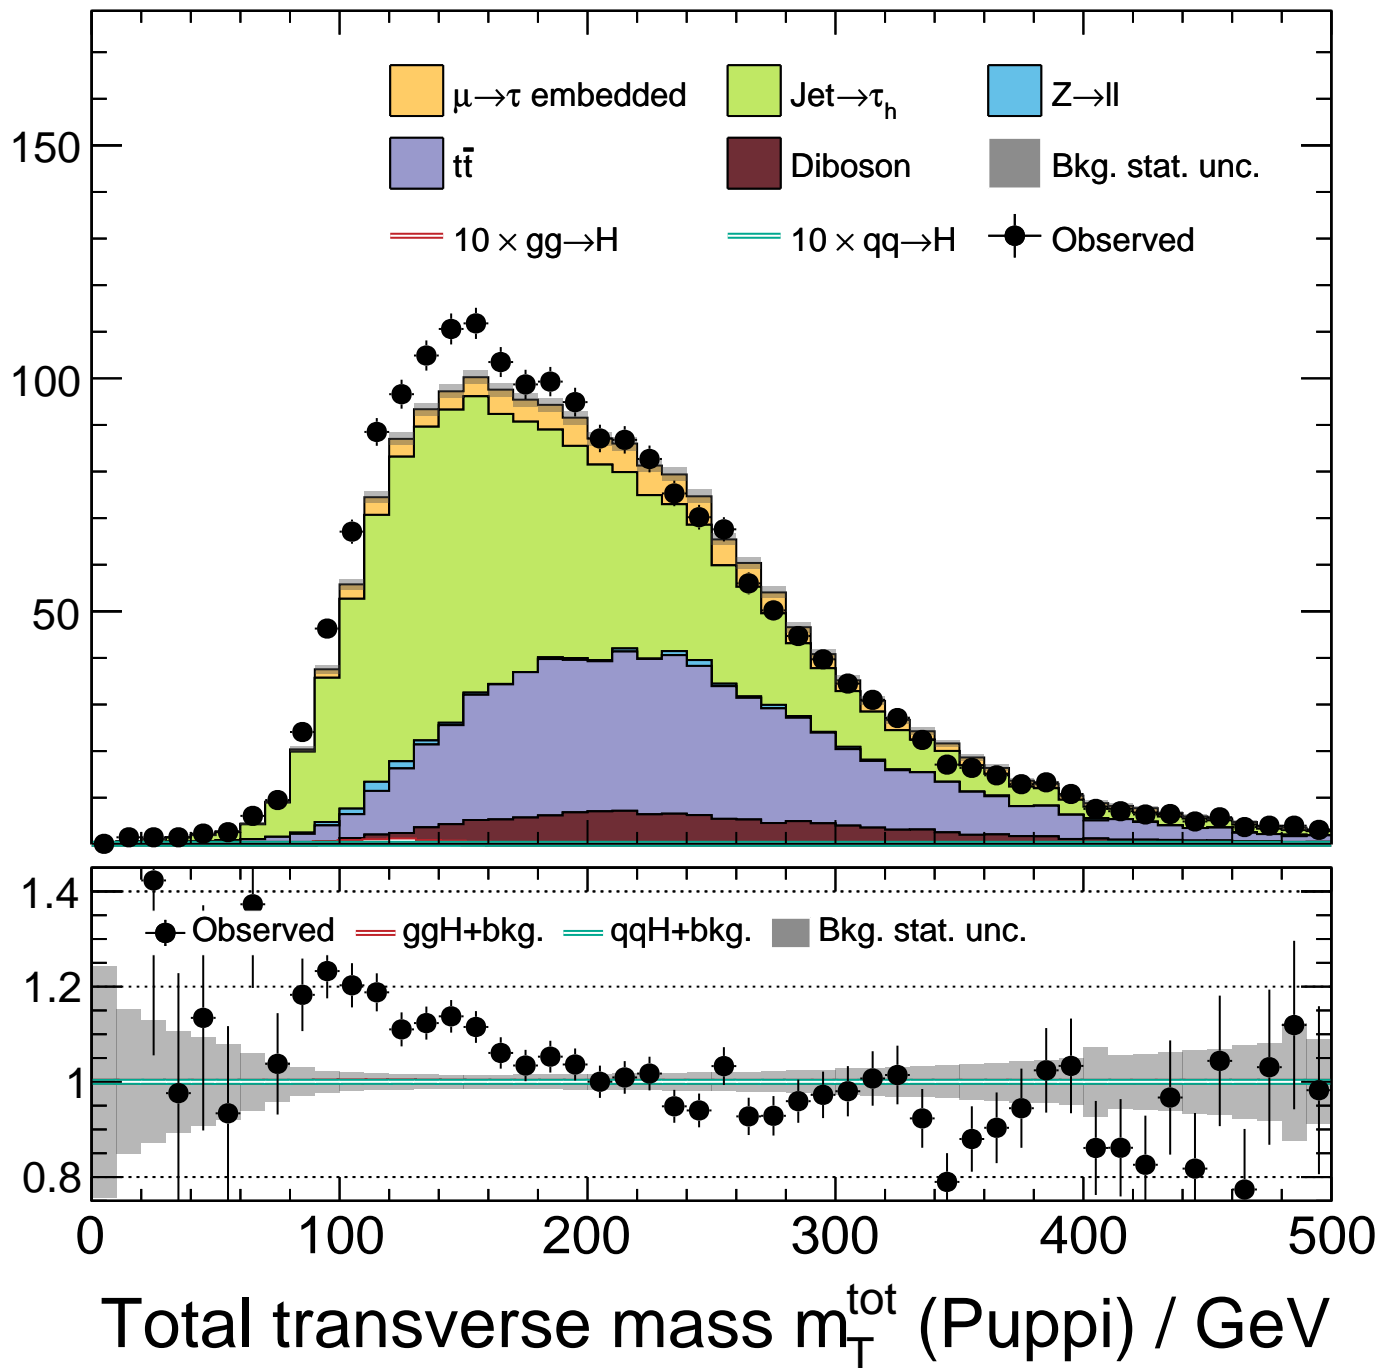 μ→τ embedded Jet→τh Z→ll
150
tt̄ Diboson Bkg. stat. unc.
10 × gg→H 10 × qq→H Observed
100
50
1.4
Observed ggH+bkg. qqH+bkg. Bkg. stat. unc.
1.2
1
0.8
0 100 200 300 400 500
Total transverse mass m_T^tot (Puppi) / GeV